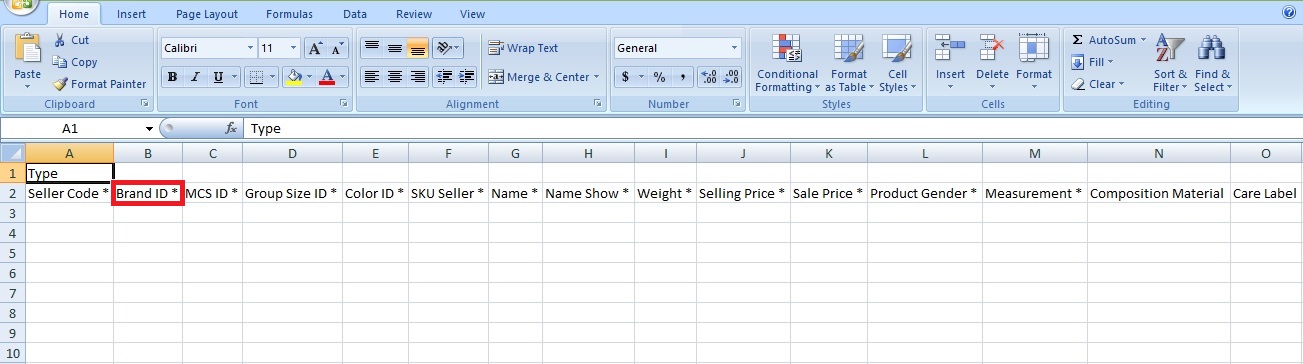 Home Insert Page Layout Formulas Data Review View
Cut
Copy
Format Painter
Paste
Clipboard
Calibri 11 A A
B I U A
Font
Wrap Text
Merge & Center
Alignment
General
$ % , .0 .00 .00 .0
Number
Conditional Formatting
Format as Table
Cell Styles
Styles
Insert Delete Format
Cells
Σ AutoSum
Fill
Clear
Sort & Filter
Find & Select
Editing
A1 fx Type
A B C D E F G H I J K L M N O
1 Type
2 Seller Code * Brand ID * MCS ID * Group Size ID * Color ID * SKU Seller * Name * Name Show * Weight * Selling Price * Sale Price * Product Gender * Measurement * Composition Material Care Label
3
4
5
6
7
8
9
10